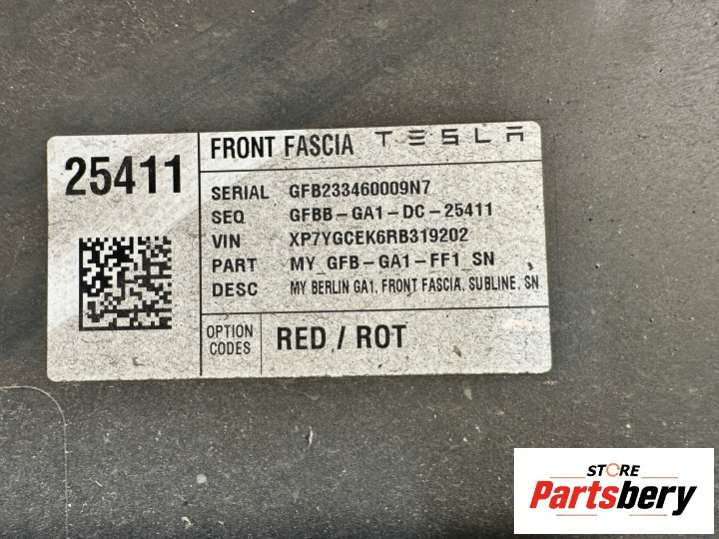 25411
FRONT FASCIA TESLA
SERIAL GFB233460009N7
SEQ GFBB-GA1-DC-25411
VIN XP7YGCEK6RB319202
PART MY_GFB-GA1-FF1_SN
DESC MY BERLIN GA1, FRONT FASCIA, SUBLINE, SN
OPTION CODES RED / ROT
STORE
Partsbery